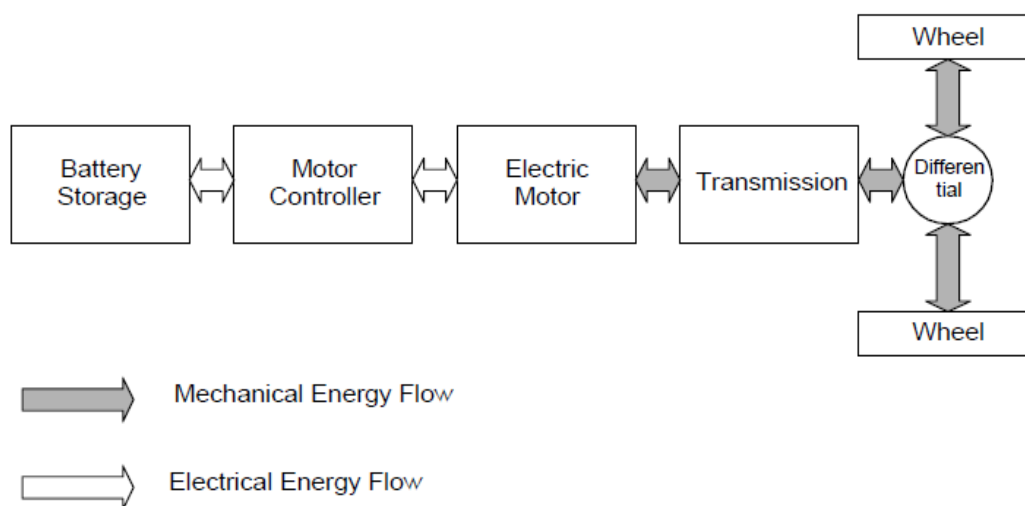 Wheel
Battery
Storage
Motor
Controller
Electric
Motor
Transmission
Differen
tial
Wheel
Mechanical Energy Flow
Electrical Energy Flow